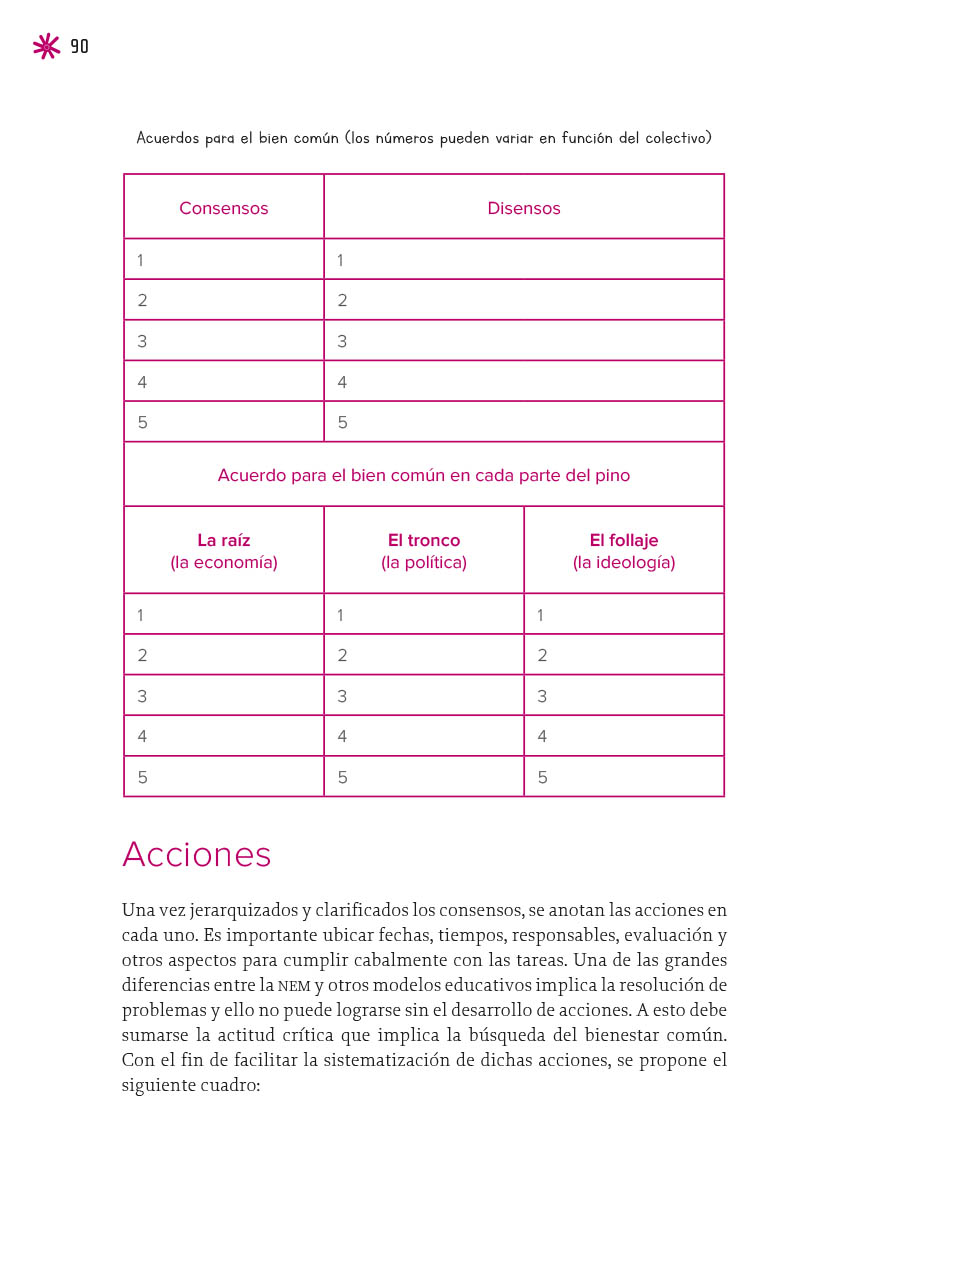 90
Acuerdos para el bien común (los números pueden variar en función del colectivo)
Consensos Disensos
1 1
2 2
3 3
4 4
5 5
Acuerdo para el bien común en cada parte del pino
La raíz El tronco El follaje
(la economía) (la política) (la ideología)
1 1 1
2 2 2
3 3 3
4 4 4
5 5 5
Acciones
Una vez jerarquizados y clarificados los consensos, se anotan las acciones en
cada uno. Es importante ubicar fechas, tiempos, responsables, evaluación y
otros aspectos para cumplir cabalmente con las tareas. Una de las grandes
diferencias entre la NEM y otros modelos educativos implica la resolución de
problemas y ello no puede lograrse sin el desarrollo de acciones. A esto debe
sumarse la actitud crítica que implica la búsqueda del bienestar común.
Con el fin de facilitar la sistematización de dichas acciones, se propone el
siguiente cuadro: